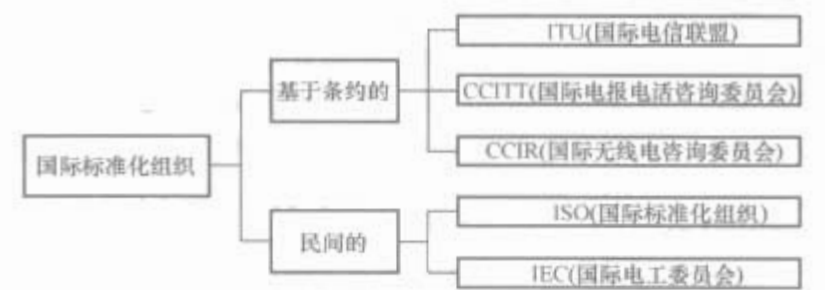 国际标准化组织
基于条约的
ITU(国际电信联盟)
CCITT(国际电报电话咨询委员会)
CCIR(国际无线电咨询委员会)
民间的
ISO(国际标准化组织)
IEC(国际电工委员会)